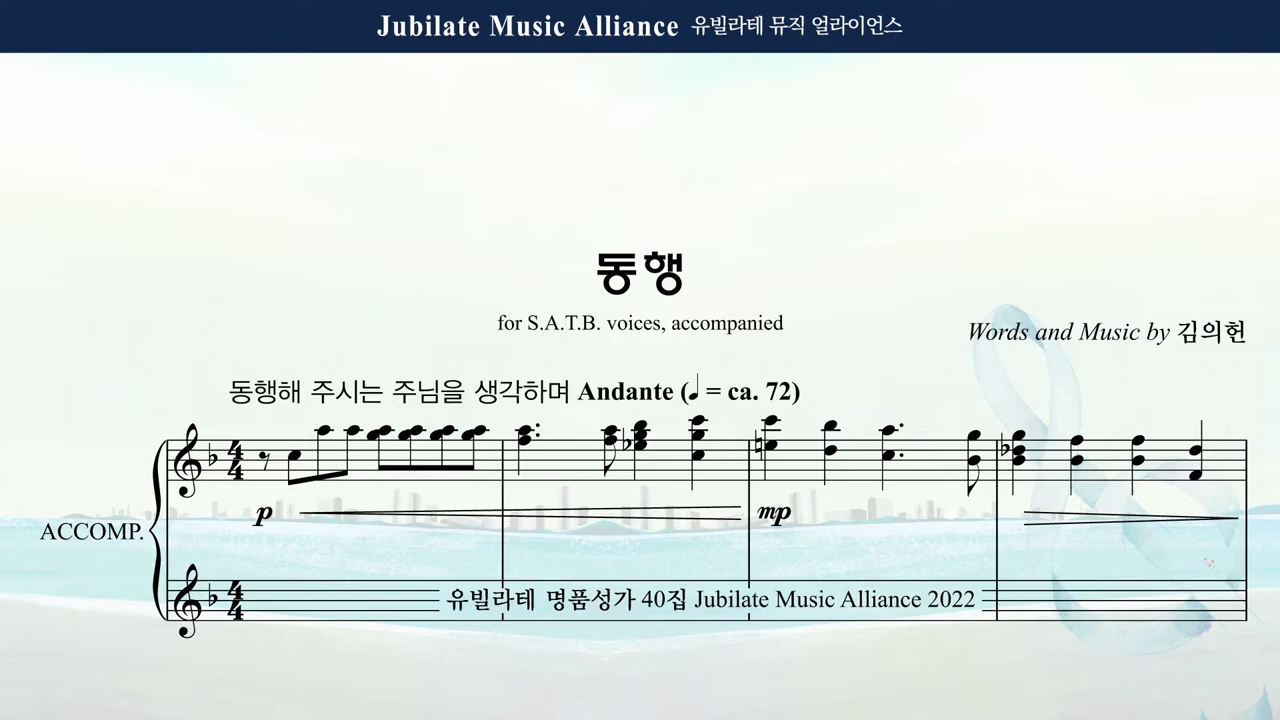 Jubilate Music Alliance 유빌라테 뮤직 얼라이언스
동행
for S.A.T.B. voices, accompanied
Words and Music by 김의헌
동행해 주시는 주님을 생각하며 Andante (♩ = ca. 72)
p mp
ACCOMP.
유빌라테 명품성가 40집 Jubilate Music Alliance 2022